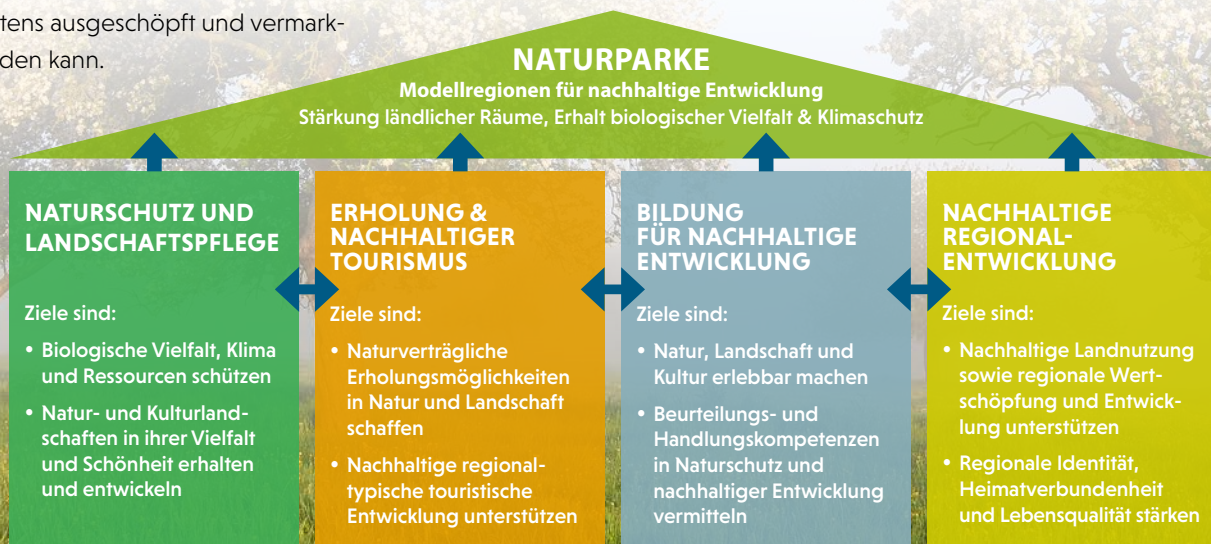 tens ausgeschöpft und vermark-
den kann.
NATURPARKE
Modellregionen für nachhaltige Entwicklung
Stärkung ländlicher Räume, Erhalt biologischer Vielfalt & Klimaschutz
NATURSCHUTZ UND
LANDSCHAFTSPFLEGE
Ziele sind:
• Biologische Vielfalt, Klima
und Ressourcen schützen
• Natur- und Kulturland-
schaften in ihrer Vielfalt
und Schönheit erhalten
und entwickeln
ERHOLUNG &
NACHHALTIGER
TOURISMUS
Ziele sind:
• Naturverträgliche
Erholungsmöglichkeiten
in Natur und Landschaft
schaffen
• Nachhaltige regional-
typische touristische
Entwicklung unterstützen
BILDUNG
FÜR NACHHALTIGE
ENTWICKLUNG
Ziele sind:
• Natur, Landschaft und
Kultur erlebbar machen
• Beurteilungs- und
Handlungskompetenzen
in Naturschutz und
nachhaltiger Entwicklung
vermitteln
NACHHALTIGE
REGIONAL-
ENTWICKLUNG
Ziele sind:
• Nachhaltige Landnutzung
sowie regionale Wert-
schöpfung und Entwick-
lung unterstützen
• Regionale Identität,
Heimatverbundenheit
und Lebensqualität stärken